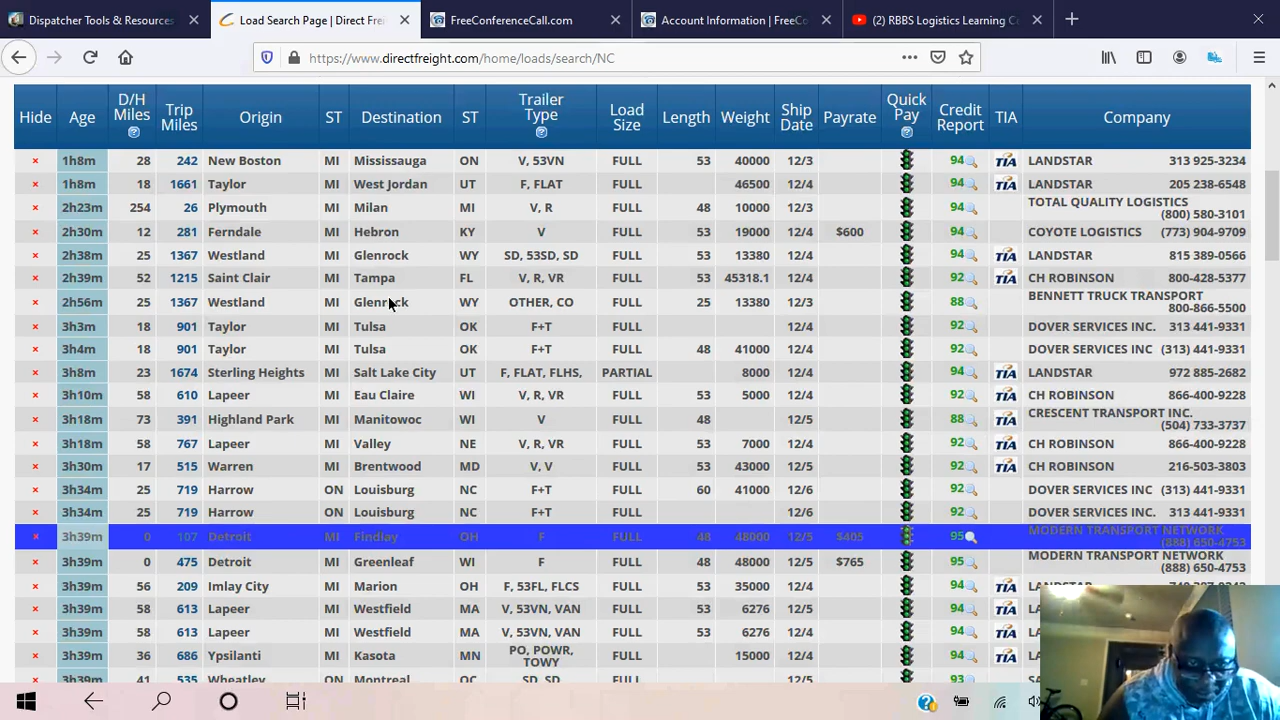 Dispatcher Tools & Resources
Load Search Page | Direct Frei
FreeConferenceCall.com
Account Information | FreeCo
(2) RBBS Logistics Learning C
https://www.directfreight.com/home/loads/search/NC
Hide Age D/H Miles Trip Miles Origin ST Destination ST Trailer Type Load Size Length Weight Ship Date Payrate Quick Pay Credit Report TIA Company
× 1h8m 28 242 New Boston MI Mississauga ON V, 53VN FULL 53 40000 12/3 94 TIA LANDSTAR 313 925-3234
× 1h8m 18 1661 Taylor MI West Jordan UT F, FLAT FULL 46500 12/4 94 TIA LANDSTAR 205 238-6548
× 2h23m 254 26 Plymouth MI Milan MI V, R FULL 48 10000 12/3 94 TOTAL QUALITY LOGISTICS (800) 580-3101
× 2h30m 12 281 Ferndale MI Hebron KY V FULL 53 19000 12/4 $600 94 COYOTE LOGISTICS (773) 904-9709
× 2h38m 25 1367 Westland MI Glenrock WY SD, 53SD, SD FULL 53 13380 12/4 94 TIA LANDSTAR 815 389-0566
× 2h39m 52 1215 Saint Clair MI Tampa FL V, R, VR FULL 53 45318.1 12/4 92 TIA CH ROBINSON 800-428-5377
× 2h56m 25 1367 Westland MI Glenrock WY OTHER, CO FULL 25 13380 12/3 88 BENNETT TRUCK TRANSPORT 800-866-5500
× 3h3m 18 901 Taylor MI Tulsa OK F+T FULL 12/4 92 DOVER SERVICES INC. 313 441-9331
× 3h4m 18 901 Taylor MI Tulsa OK F+T FULL 48 41000 12/4 92 DOVER SERVICES INC (313) 441-9331
× 3h8m 23 1674 Sterling Heights MI Salt Lake City UT F, FLAT, FLHS, PARTIAL 8000 12/4 94 TIA LANDSTAR 972 885-2682
× 3h10m 58 610 Lapeer MI Eau Claire WI V, R, VR FULL 53 5000 12/4 92 TIA CH ROBINSON 866-400-9228
× 3h18m 73 391 Highland Park MI Manitowoc WI V FULL 48 12/5 88 TIA CRESCENT TRANSPORT INC. (504) 733-3737
× 3h18m 58 767 Lapeer MI Valley NE V, R, VR FULL 53 7000 12/4 92 TIA CH ROBINSON 866-400-9228
× 3h30m 17 515 Warren MI Brentwood MD V, V FULL 53 43000 12/4 92 TIA CH ROBINSON 216-503-3803
× 3h34m 25 719 Harrow ON Louisburg NC F+T FULL 60 41000 12/6 92 DOVER SERVICES INC (313) 441-9331
× 3h34m 25 719 Harrow ON Louisburg NC F+T FULL 12/6 92 DOVER SERVICES INC. 313 441-9331
× 3h39m 0 107 Detroit MI Findlay OH F FULL 48 48000 12/5 $405 95 MODERN TRANSPORT NETWORK (888) 650-4753
× 3h39m 0 475 Detroit MI Greenleaf WI F FULL 48 48000 12/5 $765 95 MODERN TRANSPORT NETWORK (888) 650-4753
× 3h39m 56 209 Imlay City MI Marion OH F, 53FL, FLCS FULL 53 35000 12/4 94 TIA
× 3h39m 58 613 Lapeer MI Westfield MA V, 53VN, VAN FULL 53 6276 12/4 94 TIA
× 3h39m 58 613 Lapeer MI Westfield MA V, 53VN, VAN FULL 53 6276 12/4 94 TIA
× 3h39m 36 686 Ypsilanti MI Kasota MN PO, POWR, TOWY FULL 15000 12/4 94 TIA
× 3h39m 41 535 Wheatley ON Montreal QC SD, SD FULL 12/5 93